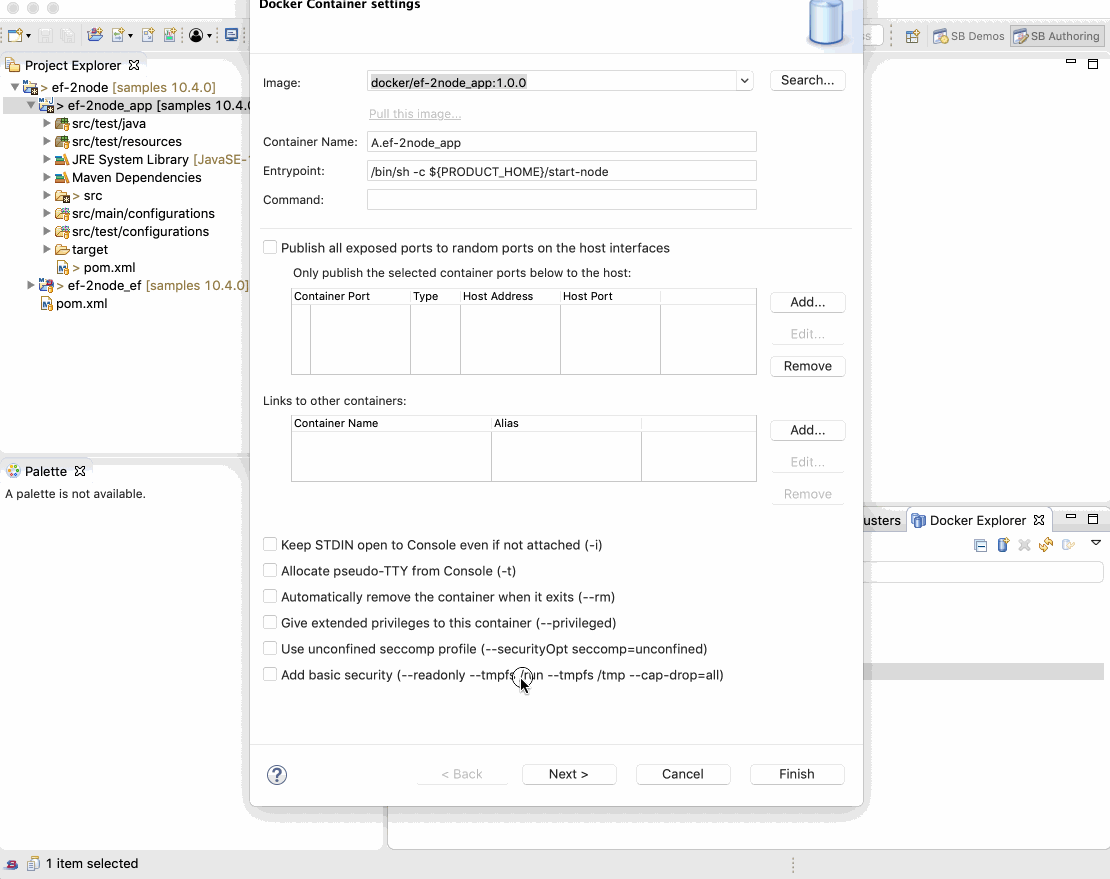 Docker Container settings
SB Demos
SB Authoring
Project Explorer
> ef-2node [samples 10.4.0]
> ef-2node_app [samples 10.4.0
src/test/java
src/test/resources
JRE System Library [JavaSE-
Maven Dependencies
> src
src/main/configurations
src/test/configurations
target
> pom.xml
> ef-2node_ef [samples 10.4.0]
pom.xml
Palette
A palette is not available.
Image:
docker/ef-2node_app:1.0.0
Search...
Pull this image...
Container Name:
A.ef-2node_app
Entrypoint:
/bin/sh -c ${PRODUCT_HOME}/start-node
Command:
Publish all exposed ports to random ports on the host interfaces
Only publish the selected container ports below to the host:
Container Port Type Host Address Host Port
Add...
Edit...
Remove
Links to other containers:
Container Name Alias
Add...
Edit...
Remove
Keep STDIN open to Console even if not attached (-i)
Allocate pseudo-TTY from Console (-t)
Automatically remove the container when it exits (--rm)
Give extended privileges to this container (--privileged)
Use unconfined seccomp profile (--securityOpt seccomp=unconfined)
Add basic security (--readonly --tmpfs /run --tmpfs /tmp --cap-drop=all)
?
< Back
Next >
Cancel
Finish
usters
Docker Explorer
1 item selected